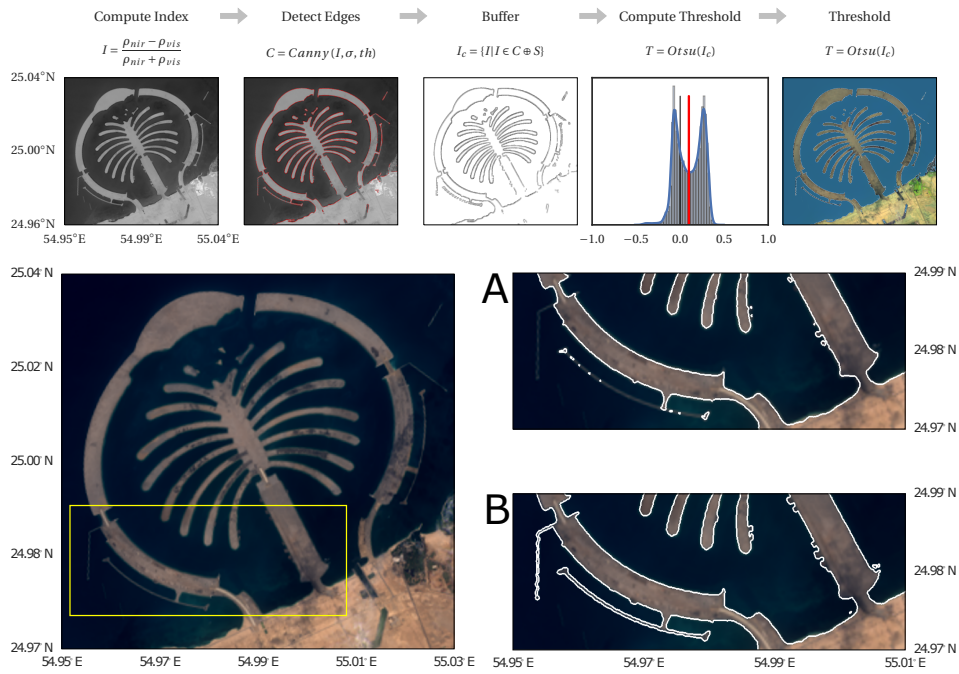 Compute Index
Detect Edges
Buffer
Compute Threshold
Threshold
I = (ρnir − ρvis) / (ρnir + ρvis)
C = Canny(I, σ, th)
Ic = {I|I ∈ C ⊕ S}
T = Otsu(Ic)
T = Otsu(Ic)
25.04°N
25.00°N
24.96°N
54.95°E 54.99°E 55.04°E
−1.0 −0.5 0.0 0.5 1.0
25.04°N
25.02°N
25.00°N
24.98°N
24.97°N
54.95°E 54.97°E 54.99°E 55.01°E 55.03°E
A
24.99°N
24.98°N
24.97°N
B
24.99°N
24.98°N
24.97°N
54.95°E 54.97°E 54.99°E 55.01°E